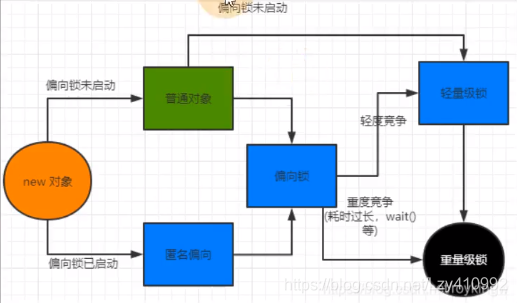 偏向锁未启动
偏向锁未启动
普通对象
轻量级锁
轻度竞争
new 对象
偏向锁
重度竞争
(耗时过长，wait()
等)
偏向锁已启动
匿名偏向
重量级锁
https://blog.csdn.net/lzy410992